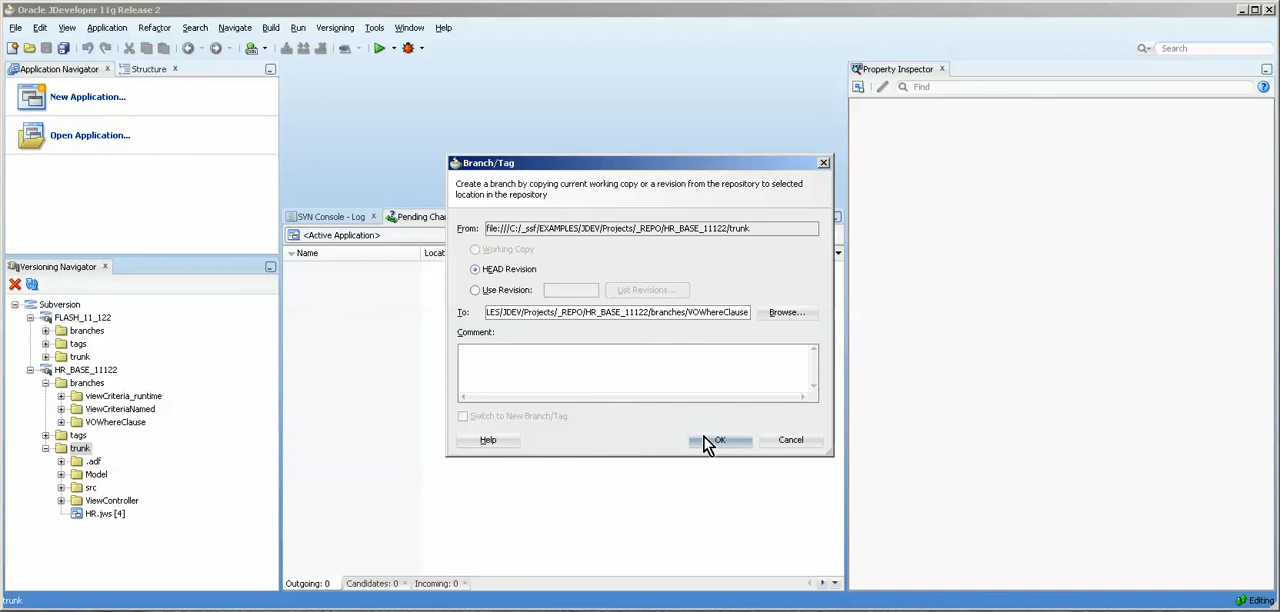 Oracle JDeveloper 11g Release 2
File Edit View Application Refactor Search Navigate Build Run Versioning Tools Window Help
Search
Application Navigator
Structure
New Application...
Open Application...
Property Inspector
Find
Branch/Tag
Create a branch by copying current working copy or a revision from the repository to selected
location in the repository
From: file:///C:/_ssf/EXAMPLES/JDEV/Projects/_REPO/HR_BASE_11122/trunk
Working Copy
HEAD Revision
Use Revision: List Revisions...
To: LES/JDEV/Projects/_REPO/HR_BASE_11122/branches/VOWhereClause Browse...
Comment:
Switch to New Branch/Tag
Help OK Cancel
SVN Console - Log
Pending Cha
<Active Application>
Name Locat
Versioning Navigator
Subversion
FLASH_11_122
branches
tags
trunk
HR_BASE_11122
branches
viewCriteria_runtime
ViewCriteriaNamed
VOWhereClause
tags
trunk
.adf
Model
src
ViewController
HR.jws [4]
Outgoing: 0 Candidates: 0 Incoming: 0
trunk
Editing